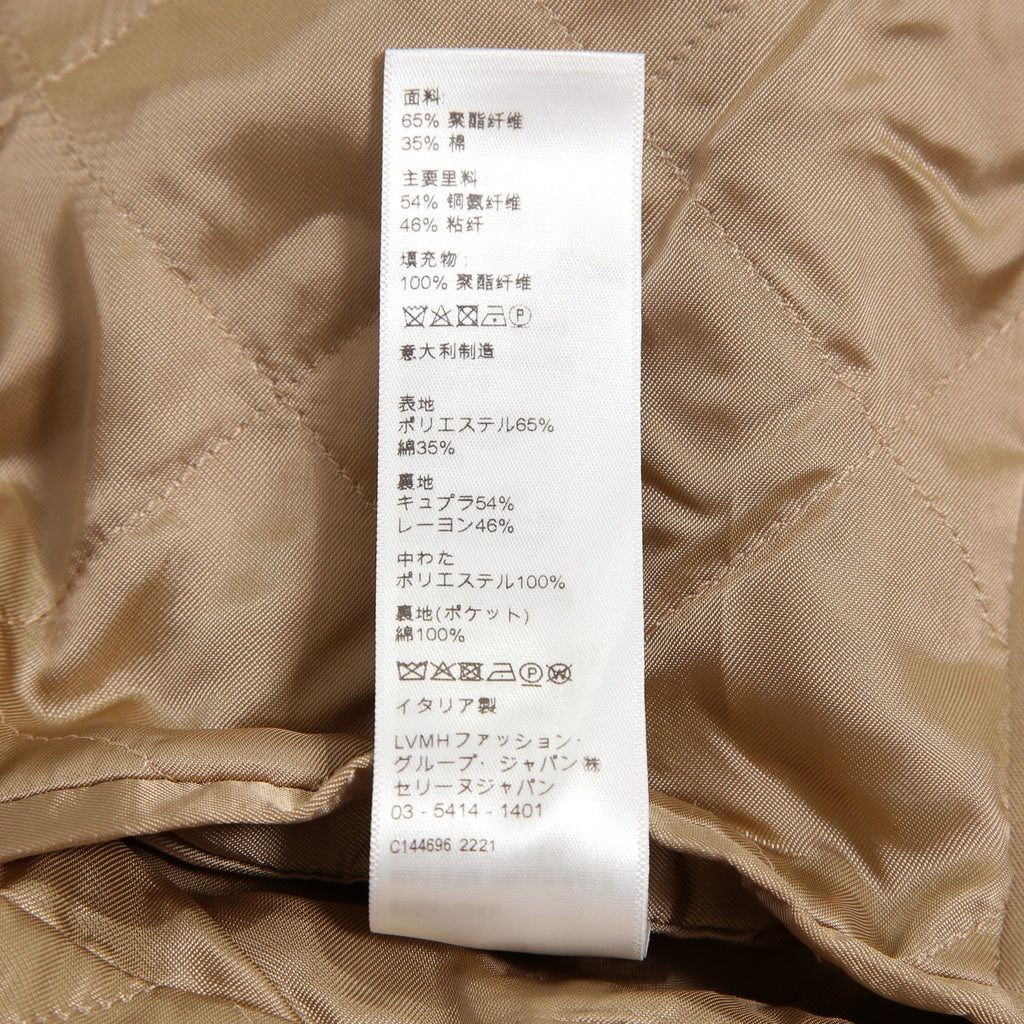 面料:
65% 聚酯纤维
35% 棉
主要里料:
54% 铜氨纤维
46% 粘纤
填充物:
100% 聚酯纤维
P
意大利制造
表地
ポリエステル65%
綿35%
裏地
キュプラ54%
レーヨン46%
中わた
ポリエステル100%
裏地(ポケット)
綿100%
P W
イタリア製
LVMHファッション・
グループ・ジャパン㈱
セリーヌジャパン
03 - 5414 - 1401
C144696 2221